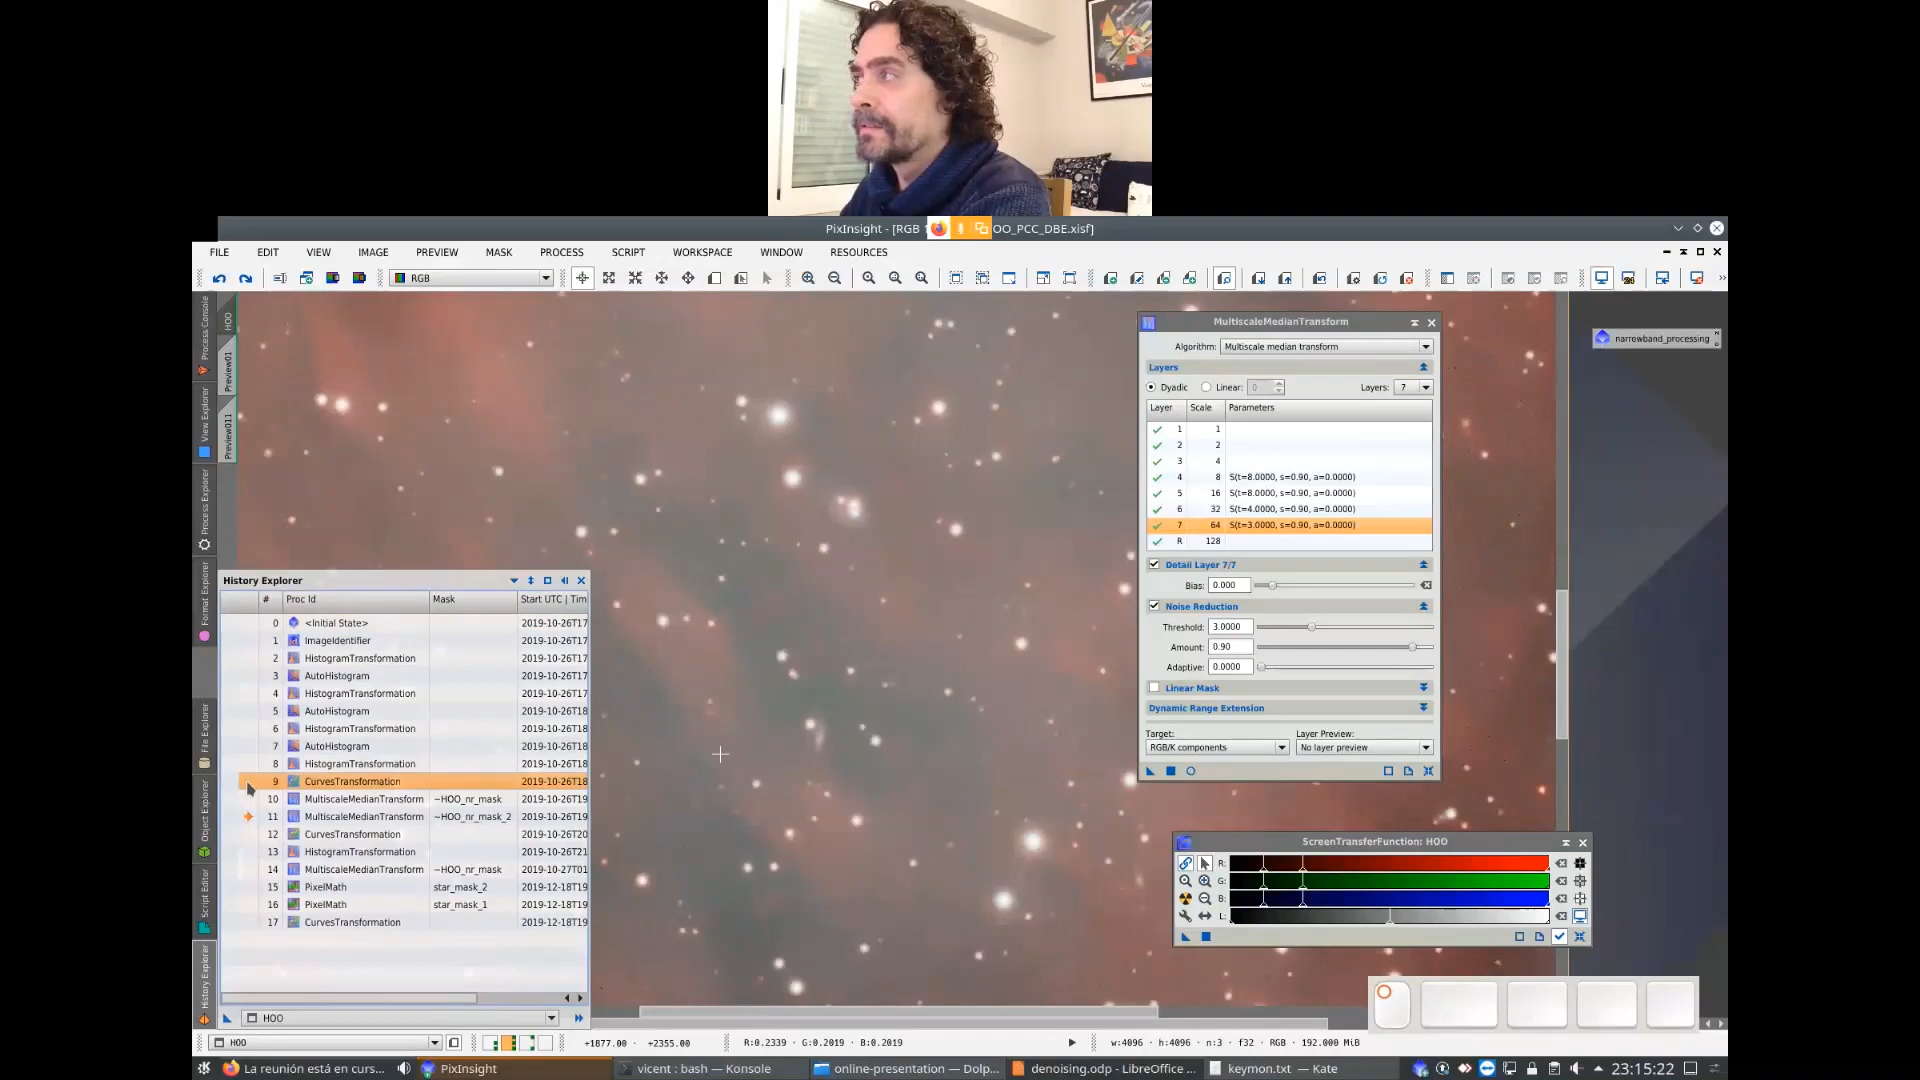 PixInsight - [RGB
OO_PCC_DBE.xisf]
FILE EDIT VIEW IMAGE PREVIEW MASK PROCESS SCRIPT WORKSPACE WINDOW RESOURCES
RGB
Process Console
View Explorer
Process Explorer
Format Explorer
File Explorer
Object Explorer
Script Editor
History Explorer
HOO
Preview01
Preview011
narrowband_processing
MultiscaleMedianTransform
Algorithm: Multiscale median transform
Layers
Dyadic Linear: 0 Layers: 7
Layer Scale Parameters
1 1
2 2
3 4
4 8 S(t=8.0000, s=0.90, a=0.0000)
5 16 S(t=8.0000, s=0.90, a=0.0000)
6 32 S(t=4.0000, s=0.90, a=0.0000)
7 64 S(t=3.0000, s=0.90, a=0.0000)
R 128
Detail Layer 7/7
Bias: 0.000
Noise Reduction
Threshold: 3.0000
Amount: 0.90
Adaptive: 0.0000
Linear Mask
Dynamic Range Extension
Target: Layer Preview:
RGB/K components No layer preview
History Explorer
# Proc Id Mask Start UTC | Tim
0 <Initial State> 2019-10-26T17
1 ImageIdentifier 2019-10-26T17
2 HistogramTransformation 2019-10-26T17
3 AutoHistogram 2019-10-26T17
4 HistogramTransformation 2019-10-26T17
5 AutoHistogram 2019-10-26T18
6 HistogramTransformation 2019-10-26T18
7 AutoHistogram 2019-10-26T18
8 HistogramTransformation 2019-10-26T18
9 CurvesTransformation 2019-10-26T18
10 MultiscaleMedianTransform ~HOO_nr_mask 2019-10-26T19
11 MultiscaleMedianTransform ~HOO_nr_mask_2 2019-10-26T19
12 CurvesTransformation 2019-10-26T20
13 HistogramTransformation 2019-10-26T21
14 MultiscaleMedianTransform ~HOO_nr_mask 2019-10-27T01
15 PixelMath star_mask_2 2019-12-18T19
16 PixelMath star_mask_1 2019-12-18T19
17 CurvesTransformation 2019-12-18T19
HOO
ScreenTransferFunction: HOO
R:
G:
B:
L:
HOO +1877.00 · +2355.00 R:0.2339 · G:0.2019 · B:0.2019 w:4096 · h:4096 · n:3 · f32 · RGB · 192.000 MiB
La reunión está en curs... PixInsight vicent : bash — Konsole online-presentation — Dolp... denoising.odp - LibreOffice ... keymon.txt — Kate 23:15:22